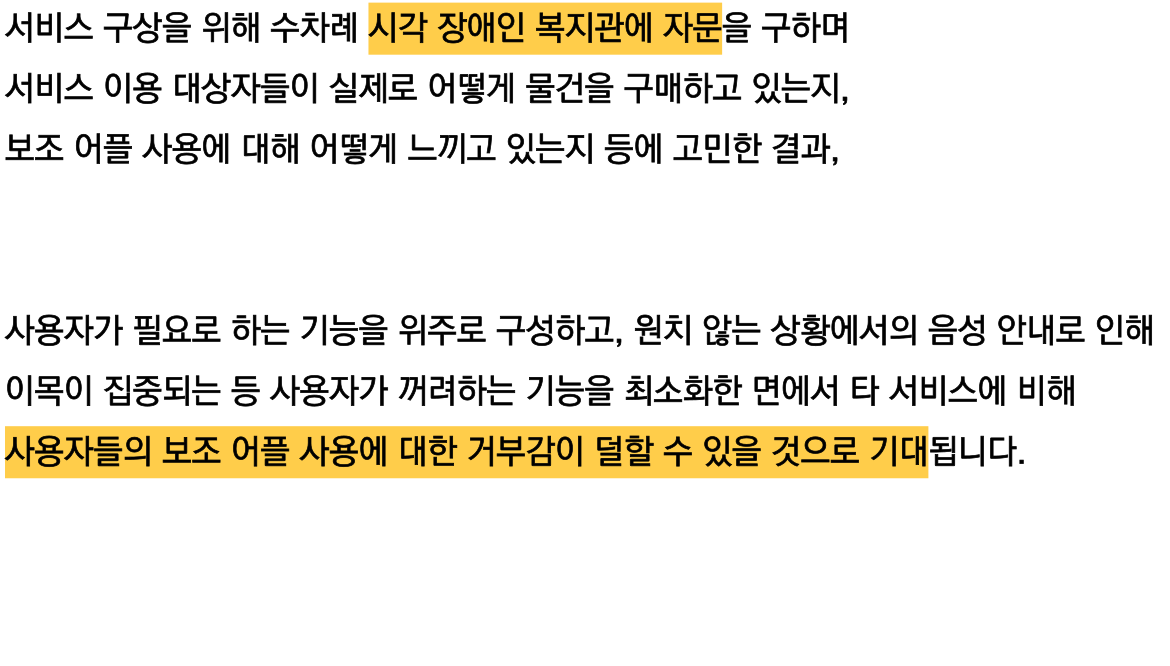 서비스 구상을 위해 수차례 시각 장애인 복지관에 자문을 구하며
서비스 이용 대상자들이 실제로 어떻게 물건을 구매하고 있는지,
보조 어플 사용에 대해 어떻게 느끼고 있는지 등에 고민한 결과,
사용자가 필요로 하는 기능을 위주로 구성하고, 원치 않는 상황에서의 음성 안내로 인해
이목이 집중되는 등 사용자가 꺼려하는 기능을 최소화한 면에서 타 서비스에 비해
사용자들의 보조 어플 사용에 대한 거부감이 덜할 수 있을 것으로 기대됩니다.